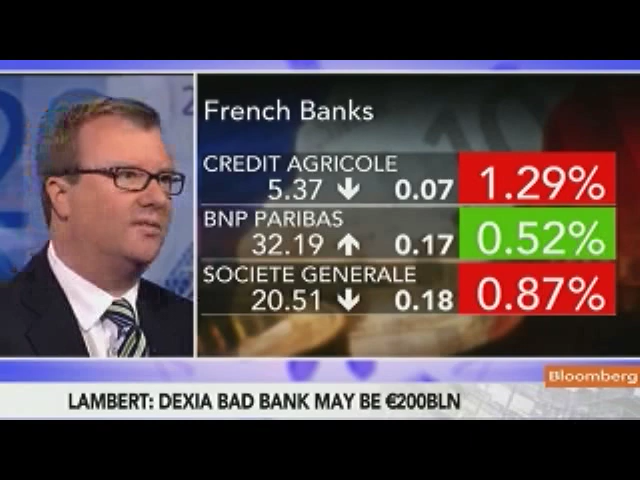 French Banks
CREDIT AGRICOLE
5.37 ↓ 0.07 1.29%
BNP PARIBAS
32.19 ↑ 0.17 0.52%
SOCIETE GENERALE
20.51 ↓ 0.18 0.87%
Bloomberg
LAMBERT: DEXIA BAD BANK MAY BE €200BLN